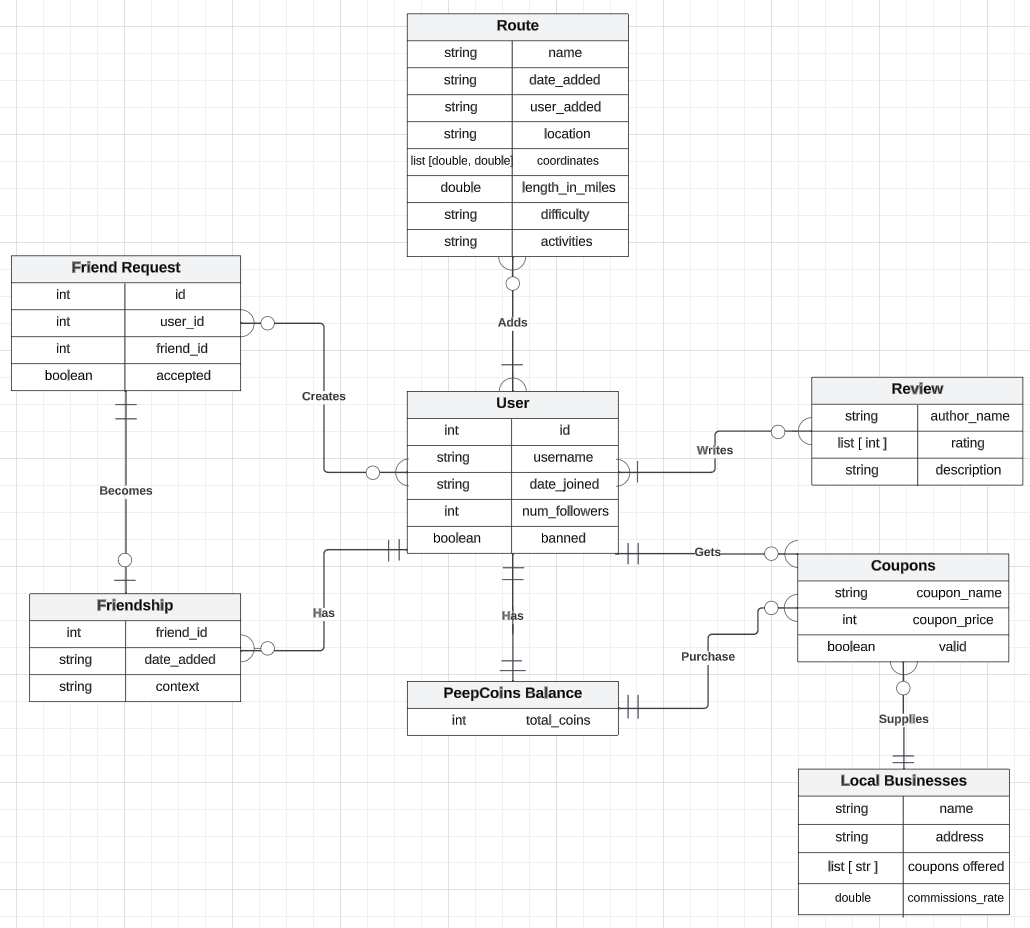 Route
string name
string date_added
string user_added
string location
list [double, double] coordinates
double length_in_miles
string difficulty
string activities
Friend Request
int id
int user_id
int friend_id
boolean accepted
Adds
Creates
User
int id
string username
string date_joined
int num_followers
boolean banned
Review
string author_name
list [ int ] rating
string description
Writes
Becomes
Gets
Coupons
string coupon_name
int coupon_price
boolean valid
Friendship
int friend_id
string date_added
string context
Has
Has
Purchase
PeepCoins Balance
int total_coins
Supplies
Local Businesses
string name
string address
list [ str ] coupons offered
double commissions_rate